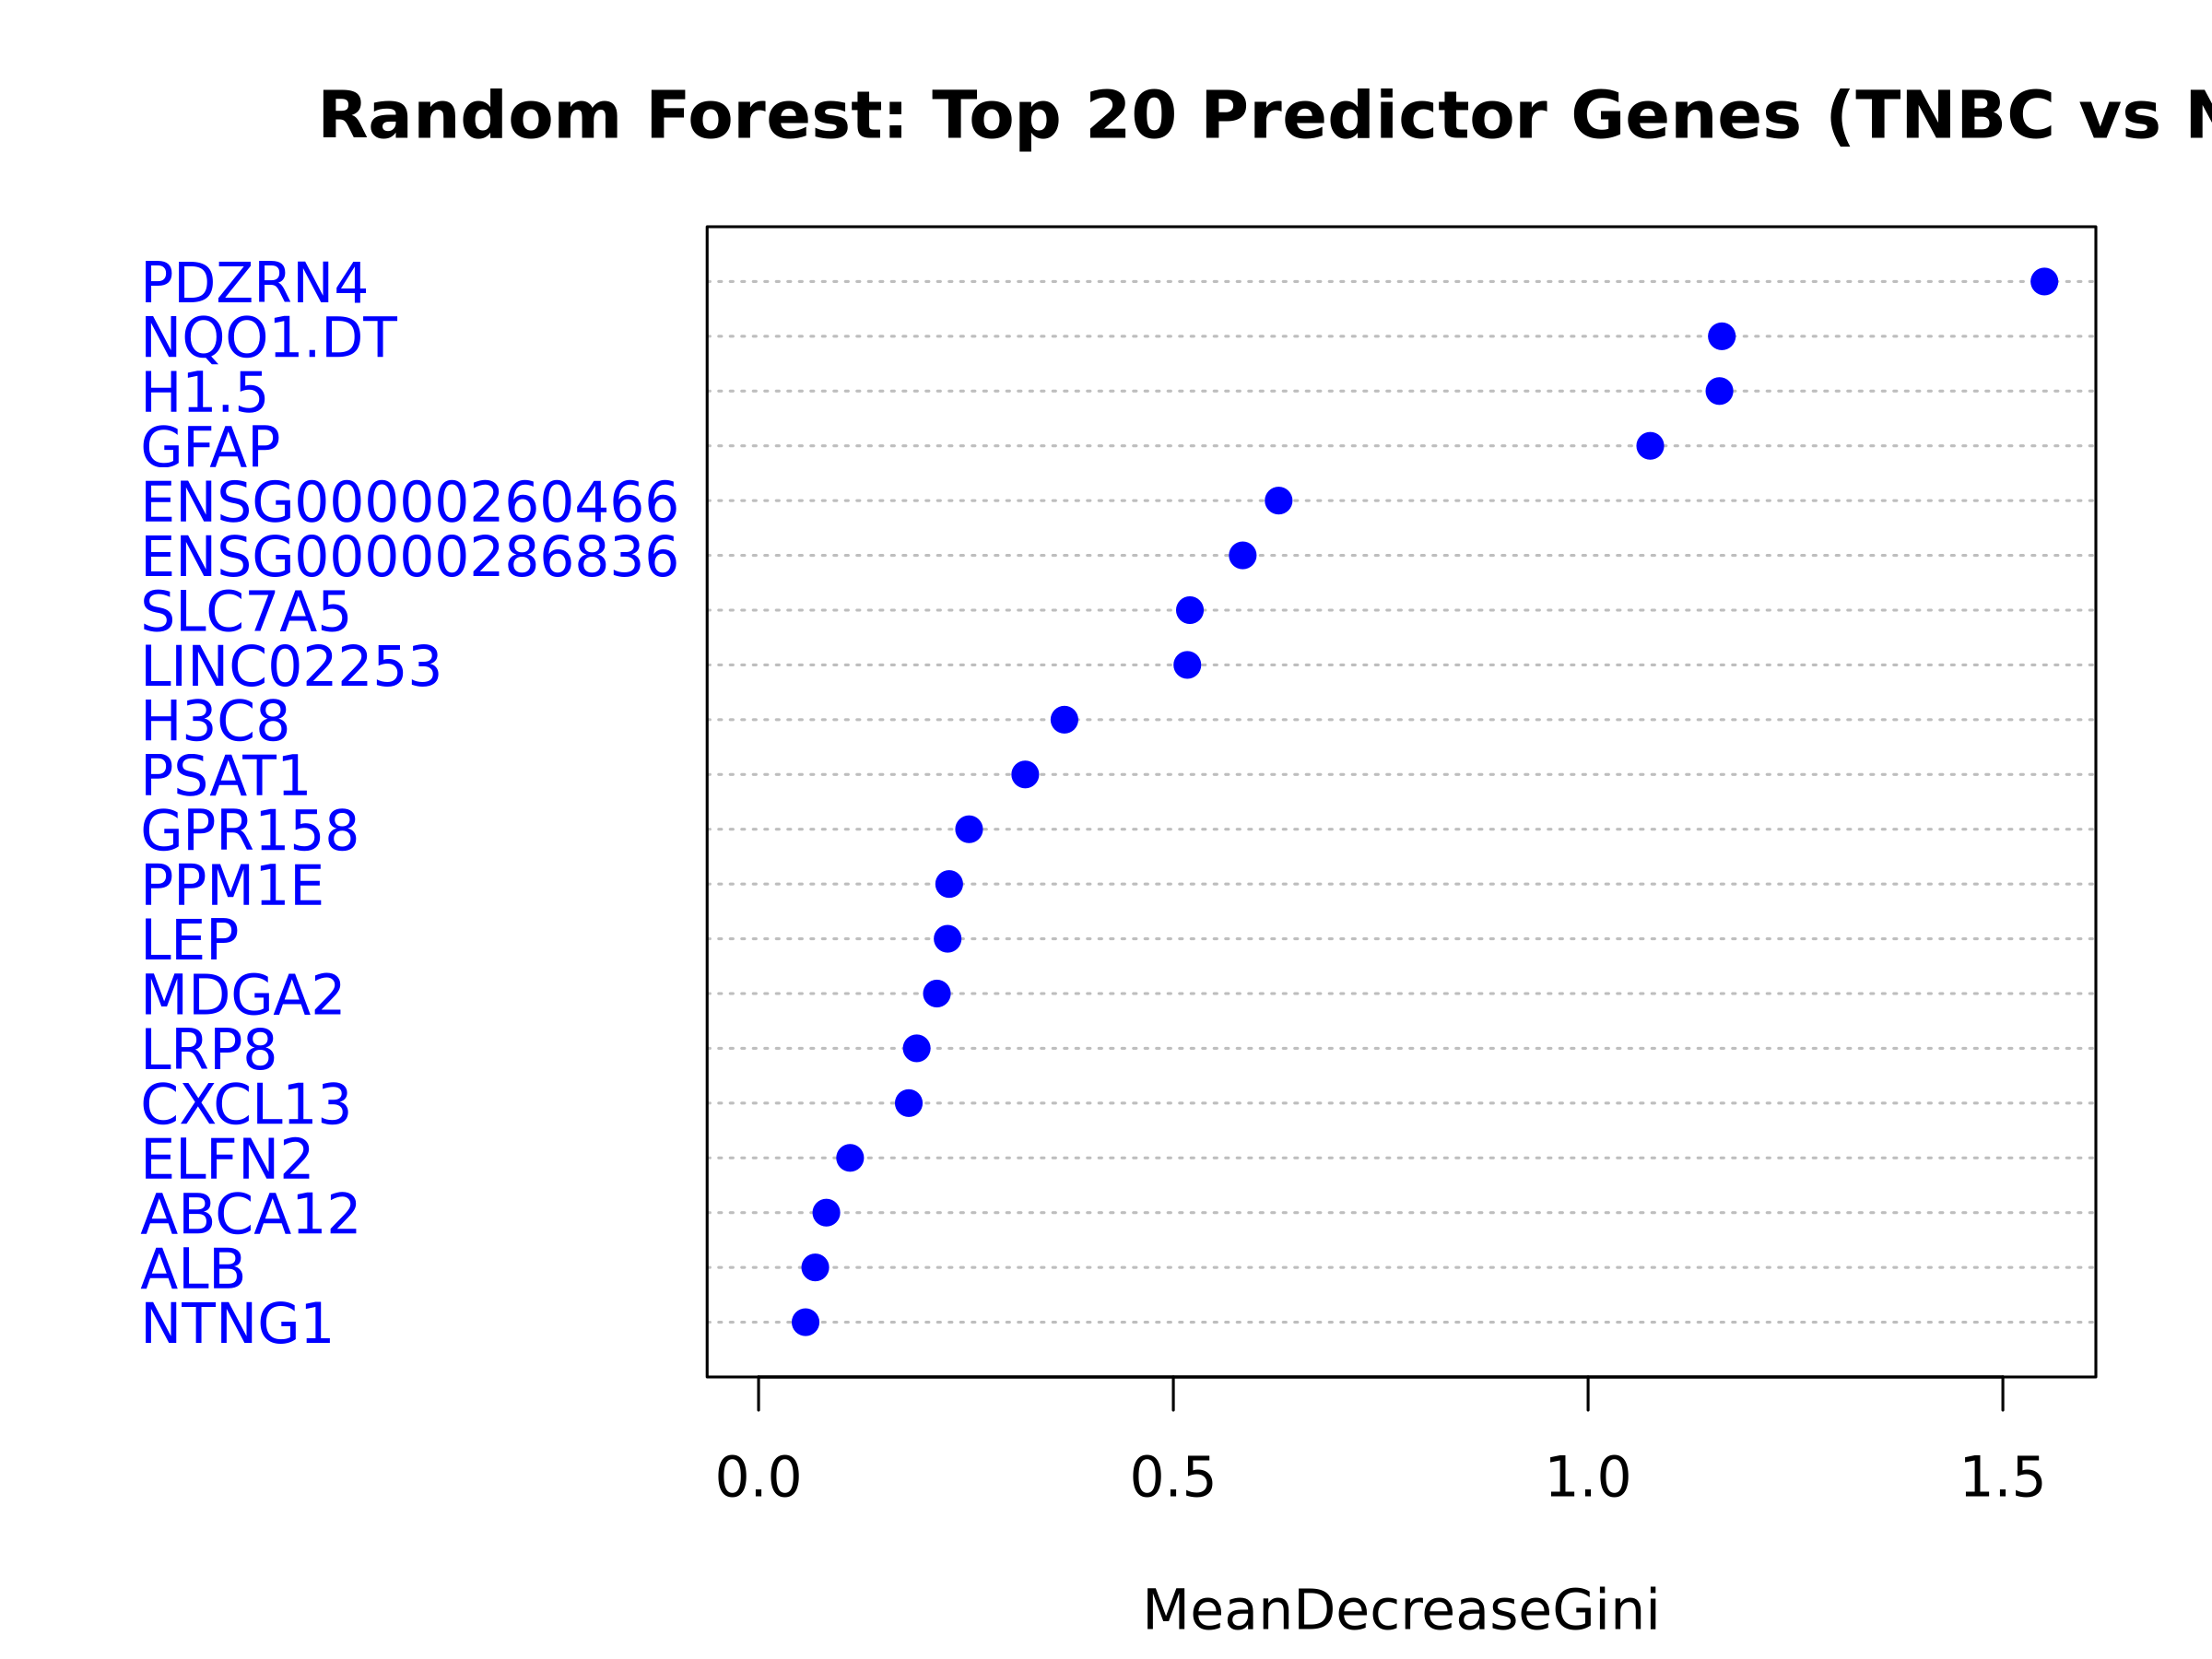 Random Forest: Top 20 Predictor Genes (TNBC vs
PDZRN4
NQO1.DT
H1.5
GFAP
ENSG00000260466
ENSG00000286836
SLC7A5
LINC02253
H3C8
PSAT1
GPR158
PPM1E
LEP
MDGA2
LRP8
CXCL13
ELFN2
ABCA12
ALB
NTNG1
0.0 0.5 1.0 1.5
MeanDecreaseGini